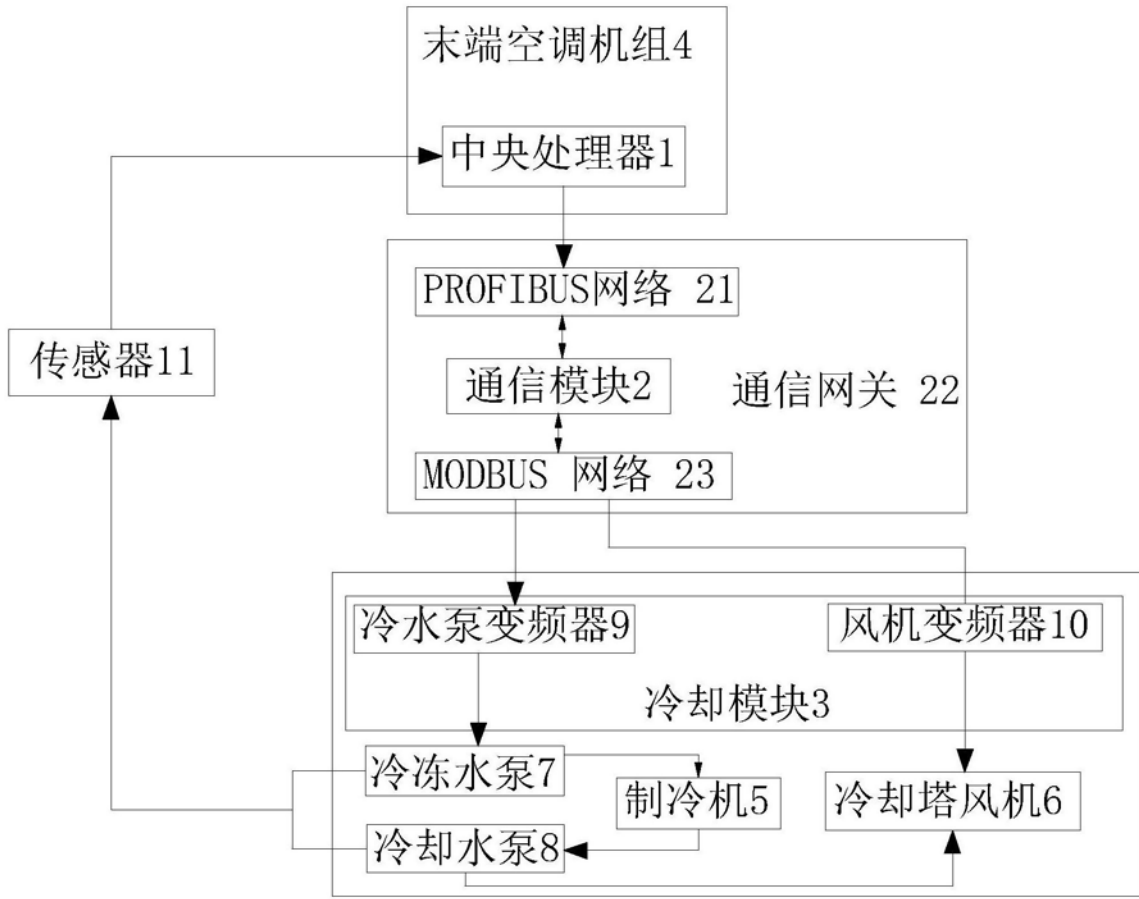 末端空调机组4
中央处理器1
PROFIBUS网络 21
传感器11
通信模块2
通信网关 22
MODBUS 网络 23
冷水泵变频器9
风机变频器10
冷却模块3
冷冻水泵7
制冷机5
冷却塔风机6
冷却水泵8